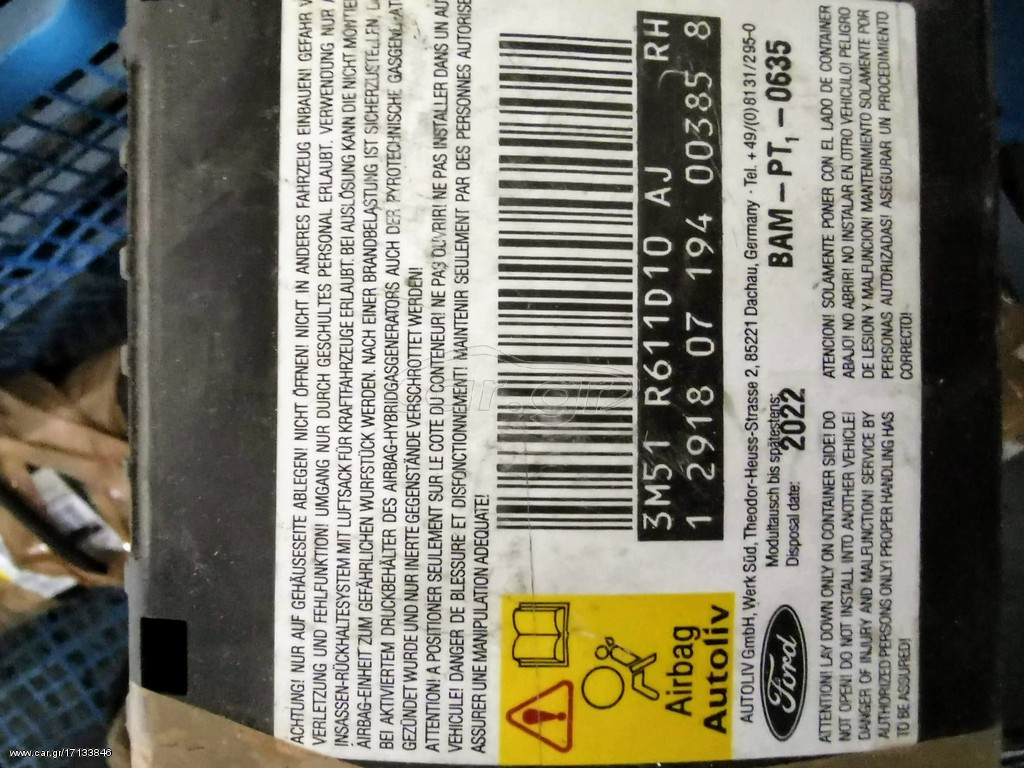 ACHTUNG! NUR AUF GEHÄUSESEITE ABLEGEN! NICHT ÖFFNEN! NICHT IN ANDERES FAHRZEUG EINBAUEN! GEFAHR
VERLETZUNG UND FEHLFUNKTION! UMGANG NUR DURCH GESCHULTES PERSONAL ERLAUBT. VERWENDUNG NUR
INSASSEN-RÜCKHALTESYSTEM MIT LUFTSACK FÜR KRAFTFAHRZEUGE ERLAUBT. BEI AUSLÖSUNG KANN DIE NICHT
AIRBAG-EINHEIT ZUM GEFÄHRLICHEN WURFSTÜCK WERDEN. NACH EINER BRANDBELASTUNG IST SICHERZUSTELLEN,
BEI AKTIVIERTEM DRUCKBEHÄLTER DES AIRBAG-HYBRIDGASGENERATORS AUCH DER PYROTECHNISCHE
GEZÜNDET WURDE UND NUR INERTE GEGENSTÄNDE VERSCHROTTET WERDEN!
ATTENTION! A POSITIONER SEULEMENT SUR LE COTE DU CONTENEUR! NE PAS OUVRIR! NE PAS INSTALLER DANS UN
VEHICULE! DANGER DE BLESSURE ET DISFONCTIONNEMENT! MAINTENIR SEULEMENT PAR DES PERSONNES
ASSURER UNE MANIPULATION ADEQUATE!
Airbag
Autoliv
3M51 R611D10 AJ RH
1 2918 07 194 00385 8
AUTOLIV GmbH, Werk Süd, Theodor-Heuss-Strasse 2, 85221 Dachau, Germany · Tel. +49/(0)8131/295-0
Ford
Modultausch bis spätestens:
Disposal date: 2022
BAM–PT₁–0635
ATTENTION! LAY DOWN ONLY ON CONTAINER SIDE! DO
NOT OPEN! DO NOT INSTALL INTO ANOTHER VEHICLE!
DANGER OF INJURY AND MALFUNCTION! SERVICE BY
AUTHORIZED PERSONS ONLY! PROPER HANDLING HAS
TO BE ASSURED!
ATENCION! SOLAMENTE PONER CON EL LADO DE CONTAINER
ABAJO! NO ABRIR! NO INSTALAR EN OTRO VEHICULO! PELIGRO
DE LESION Y MALFUNCION! MANTENIMIENTO SOLAMENTE POR
PERSONAS AUTORIZADAS! ASEGURAR UN PROCEDIMIENTO
CORRECTO!
car.gr
www.car.gr/17133846